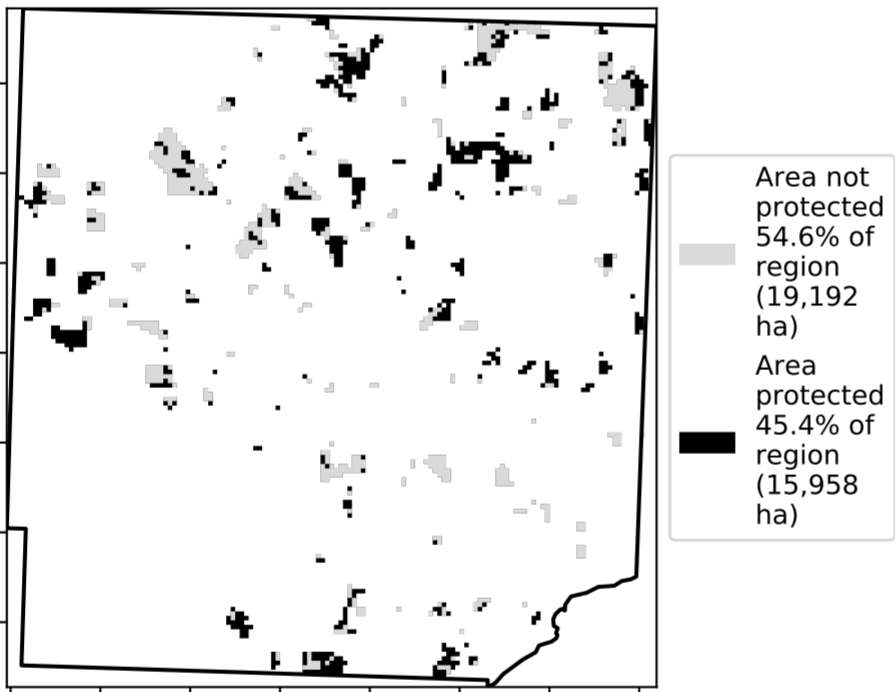 Area not
protected
54.6% of
region
(19,192
ha)
Area
protected
45.4% of
region
(15,958
ha)